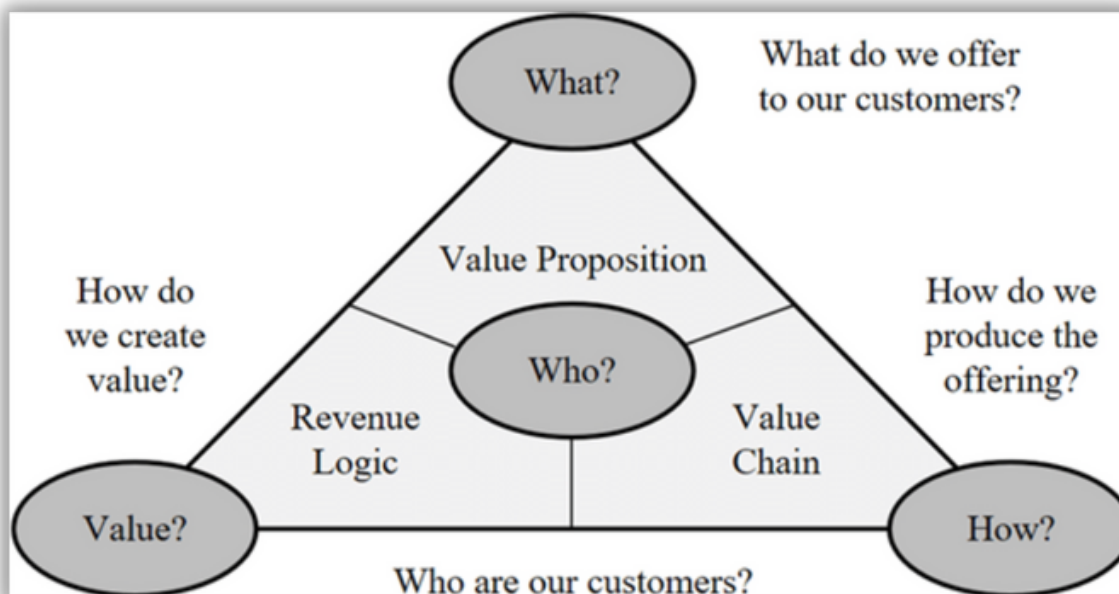 What?
What do we offer
to our customers?
Value Proposition
How do
we create
value?
How do we
produce the
offering?
Who?
Revenue
Logic
Value
Chain
Value?
How?
Who are our customers?